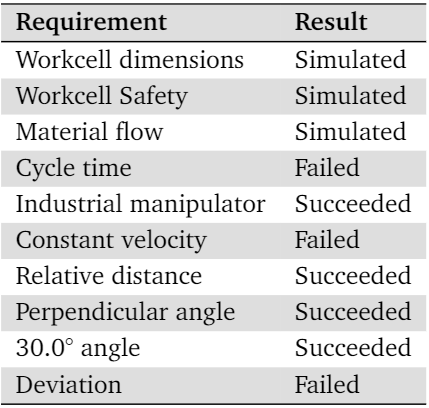 Requirement Result
Workcell dimensions Simulated
Workcell Safety Simulated
Material flow Simulated
Cycle time Failed
Industrial manipulator Succeeded
Constant velocity Failed
Relative distance Succeeded
Perpendicular angle Succeeded
30.0° angle Succeeded
Deviation Failed